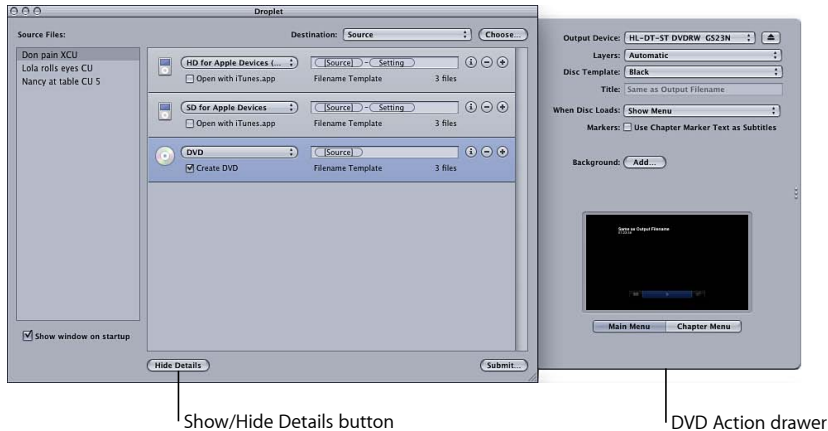 Droplet
Source Files:
Destination: Source
Choose...
Don pain XCU
Lola rolls eyes CU
Nancy at table CU 5
HD for Apple Devices (...
[Source] - Setting
Open with iTunes.app
Filename Template
3 files
SD for Apple Devices
[Source] - Setting
Open with iTunes.app
Filename Template
3 files
DVD
[Source]
Create DVD
Filename Template
3 files
Show window on startup
Hide Details
Submit...
Output Device: HL-DT-ST DVDRW GS23N
Layers: Automatic
Disc Template: Black
Title: Same as Output Filename
When Disc Loads: Show Menu
Markers: Use Chapter Marker Text as Subtitles
Background: Add...
Same as Output Filename
Main Menu
Chapter Menu
Show/Hide Details button
DVD Action drawer